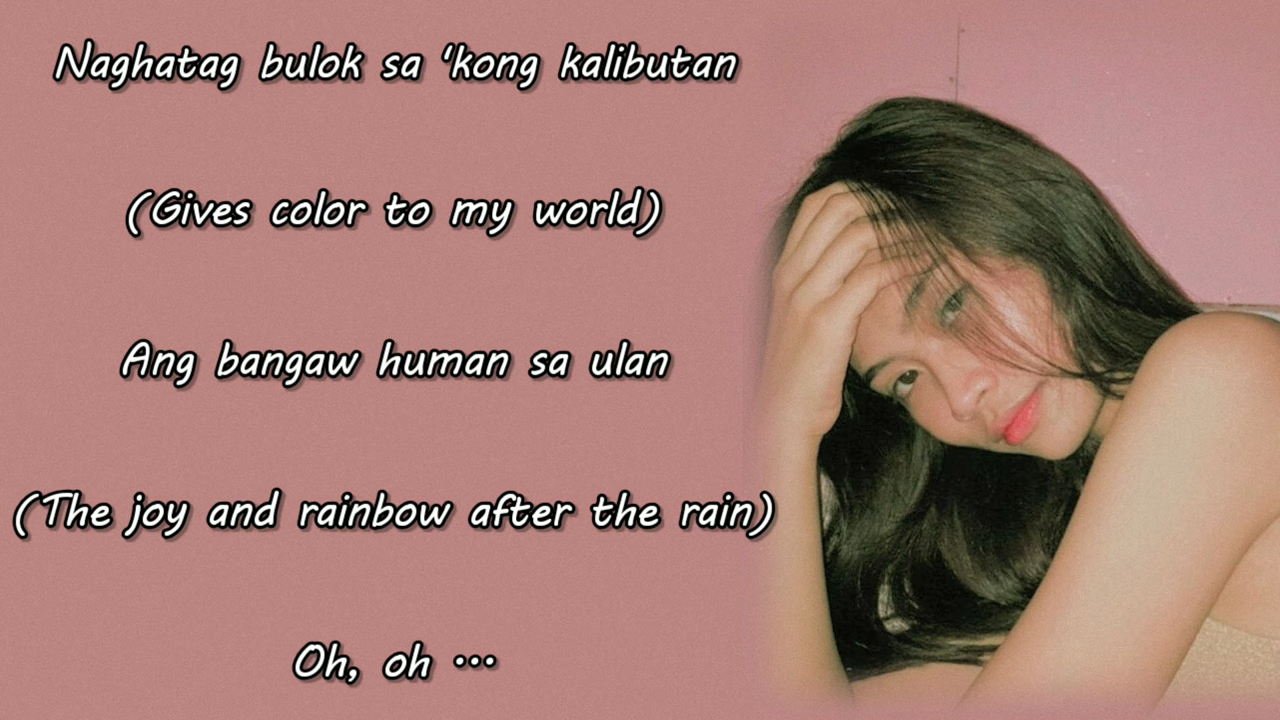 Naghatag bulok sa ‘kong kalibutan
(Gives color to my world)
Ang bangaw human sa ulan
(The joy and rainbow after the rain)
Oh, oh ...